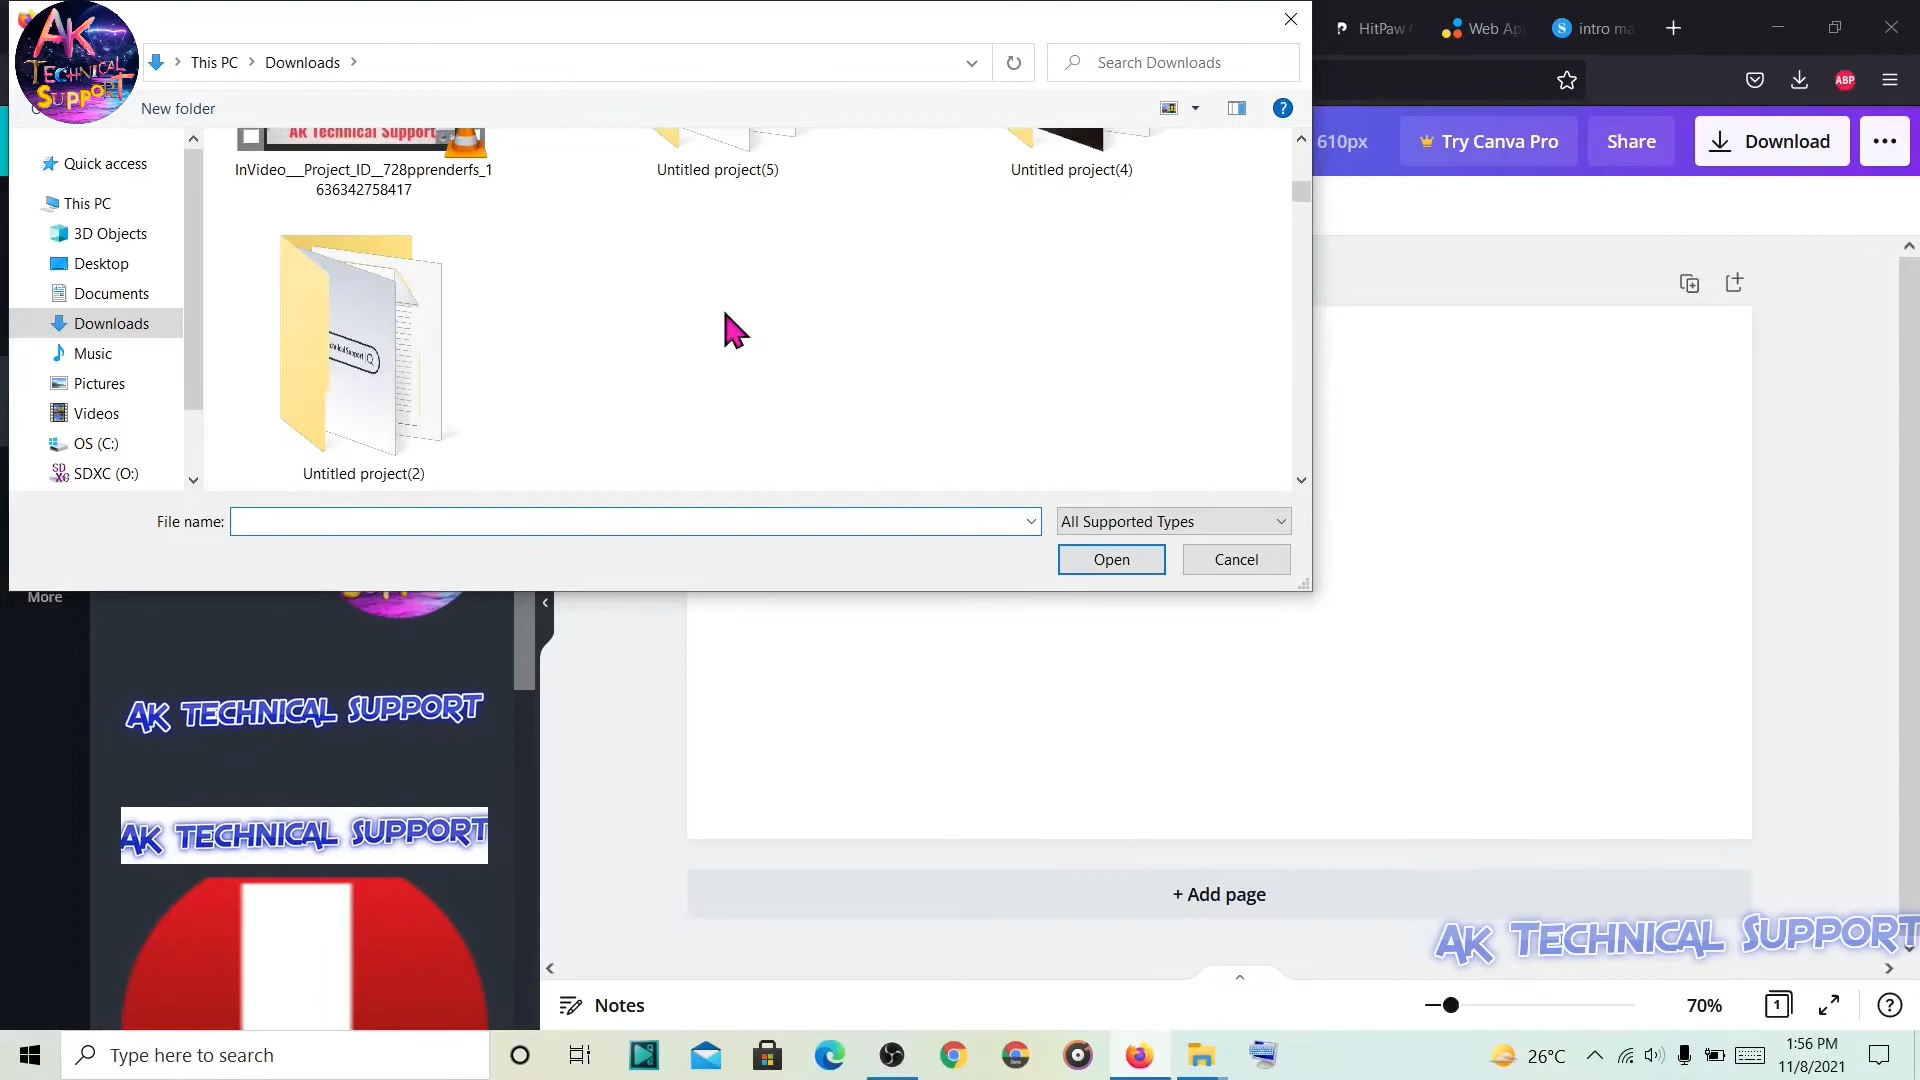 AK
TECHNICAL
SUPPORT
This PC
Downloads
Search Downloads
HitPaw
Web Ap
intro ma
ABP
New folder
610px
Try Canva Pro
Share
Download
Quick access
This PC
3D Objects
Desktop
Documents
Downloads
Music
Pictures
Videos
OS (C:)
SD
XC
SDXC (O:)
AK Technical Support
InVideo___Project_ID__728pprenderfs_1
636342758417
Untitled project(5)
Untitled project(4)
Untitled project(2)
File name:
All Supported Types
Open
Cancel
More
AK TECHNICAL SUPPORT
AK TECHNICAL SUPPORT
+ Add page
AK TECHNICAL SUPPORT
Notes
70%
1
Type here to search
26°C
1:56 PM
11/8/2021